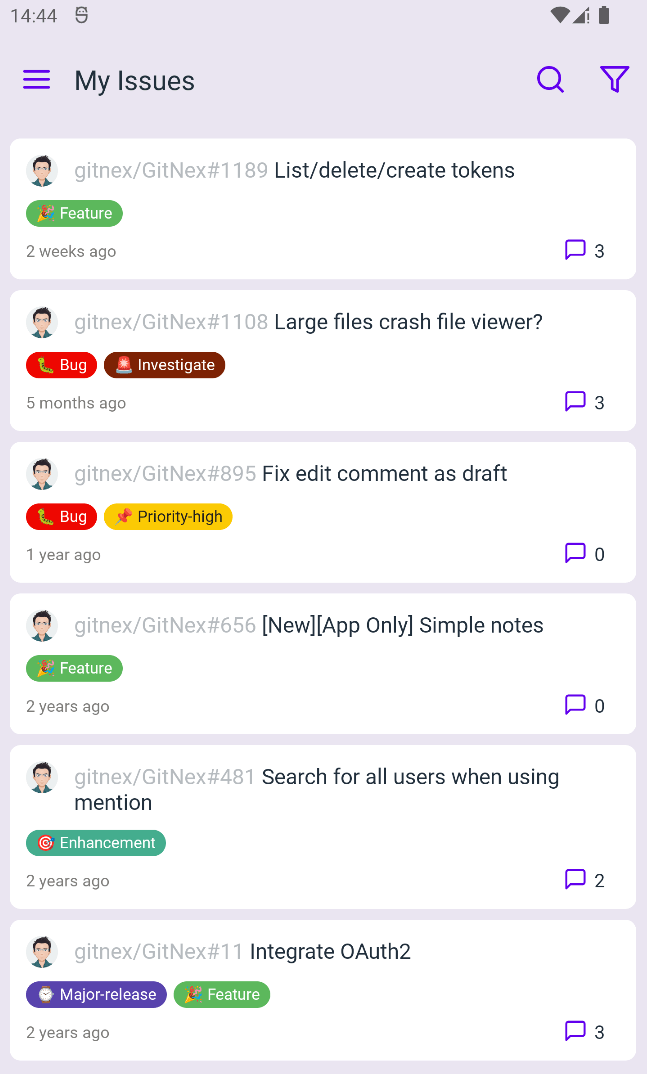 14:44
My Issues
gitnex/GitNex#1189 List/delete/create tokens
🎉 Feature
2 weeks ago 3
gitnex/GitNex#1108 Large files crash file viewer?
🐛 Bug 🚨 Investigate
5 months ago 3
gitnex/GitNex#895 Fix edit comment as draft
🐛 Bug 📌 Priority-high
1 year ago 0
gitnex/GitNex#656 [New][App Only] Simple notes
🎉 Feature
2 years ago 0
gitnex/GitNex#481 Search for all users when using
mention
🎯 Enhancement
2 years ago 2
gitnex/GitNex#11 Integrate OAuth2
⌚ Major-release 🎉 Feature
2 years ago 3